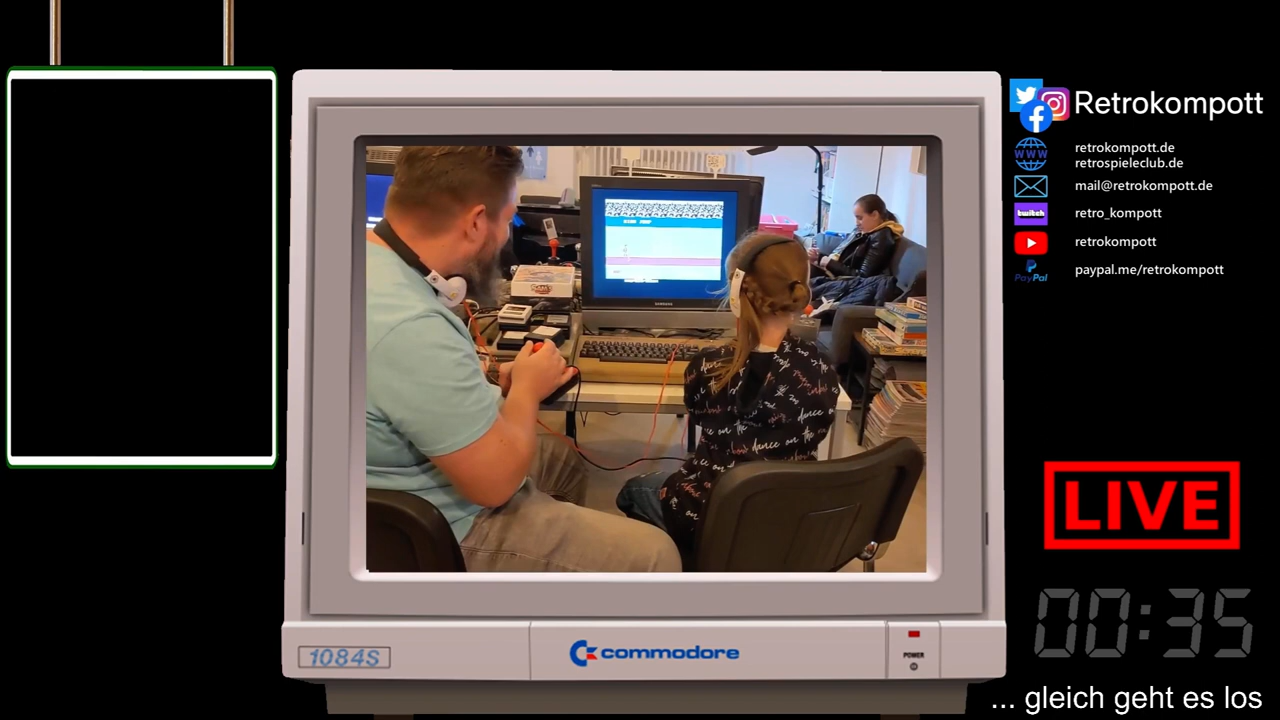 Retrokompott
www
retrokompott.de
retrospieleclub.de
mail@retrokompott.de
twitch
retro_kompott
retrokompott
PayPal
paypal.me/retrokompott
SAMSUNG
LIVE
00:35
1084S
commodore
POWER
... gleich geht es los